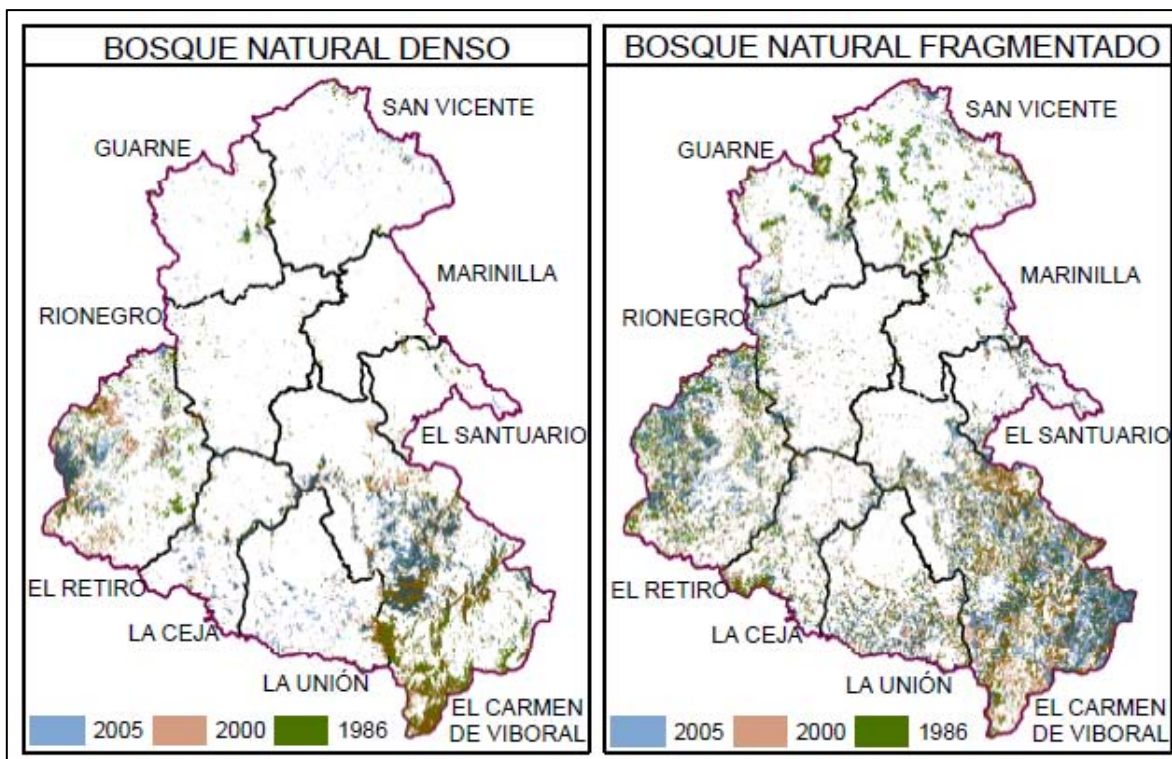 BOSQUE NATURAL DENSO
SAN VICENTE
GUARNE
MARINILLA
RIONEGRO
EL SANTUARIO
EL RETIRO
LA CEJA
LA UNIÓN
EL CARMEN
DE VIBORAL
2005
2000
1986
BOSQUE NATURAL FRAGMENTADO
SAN VICENTE
GUARNE
MARINILLA
RIONEGRO
EL SANTUARIO
EL RETIRO
LA CEJA
LA UNIÓN
EL CARMEN
DE VIBORAL
2005
2000
1986